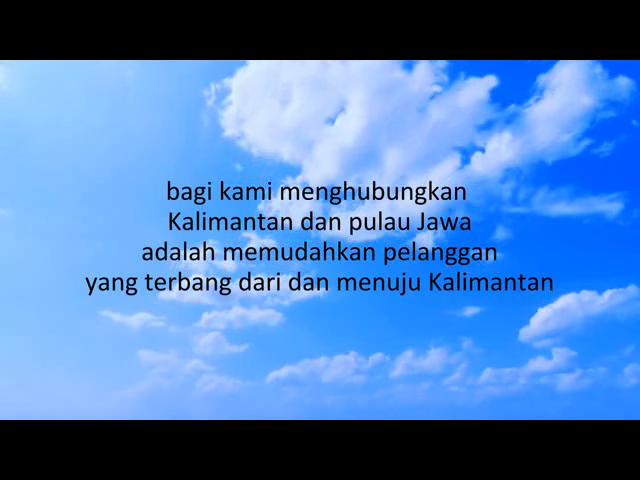 bagi kami menghubungkan
Kalimantan dan pulau Jawa
adalah memudahkan pelanggan
yang terbang dari dan menuju Kalimantan